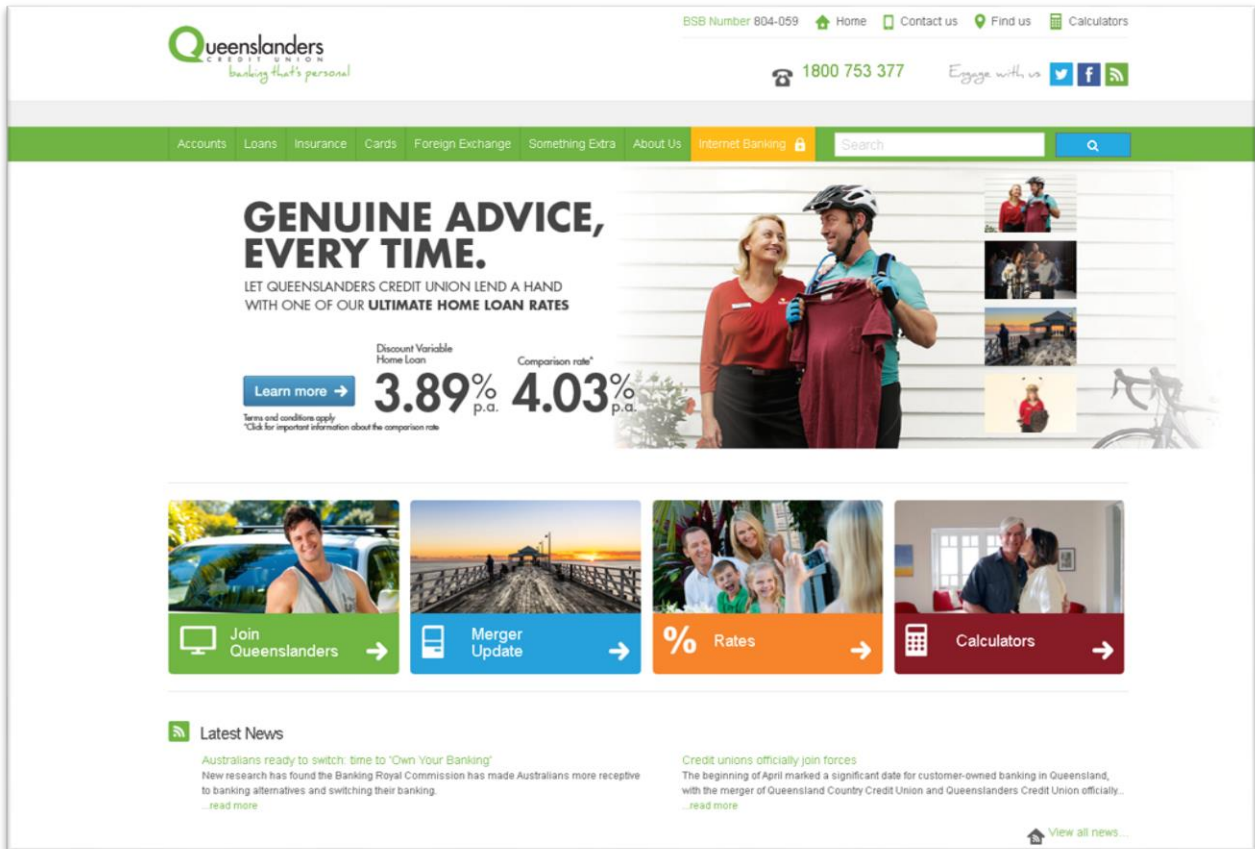 BSB Number 804-059 Home Contact us Find us Calculators
Queenslanders
CREDIT UNION
banking that's personal
1800 753 377 Engage with us
Accounts Loans Insurance Cards Foreign Exchange Something Extra About Us Internet Banking Search
GENUINE ADVICE,
EVERY TIME.
LET QUEENSLANDERS CREDIT UNION LEND A HAND
WITH ONE OF OUR ULTIMATE HOME LOAN RATES
Discount Variable
Home Loan
Comparison rate*
Learn more
3.89% p.a. 4.03% p.a.
Terms and conditions apply
*Click for important information about the comparison rate
Join
Queenslanders
Merger
Update
% Rates
Calculators
Latest News
Australians ready to switch: time to 'Own Your Banking'
New research has found the Banking Royal Commission has made Australians more receptive
to banking alternatives and switching their banking.
...read more
Credit unions officially join forces
The beginning of April marked a significant date for customer-owned banking in Queensland,
with the merger of Queensland Country Credit Union and Queenslanders Credit Union officially...
...read more
View all news...